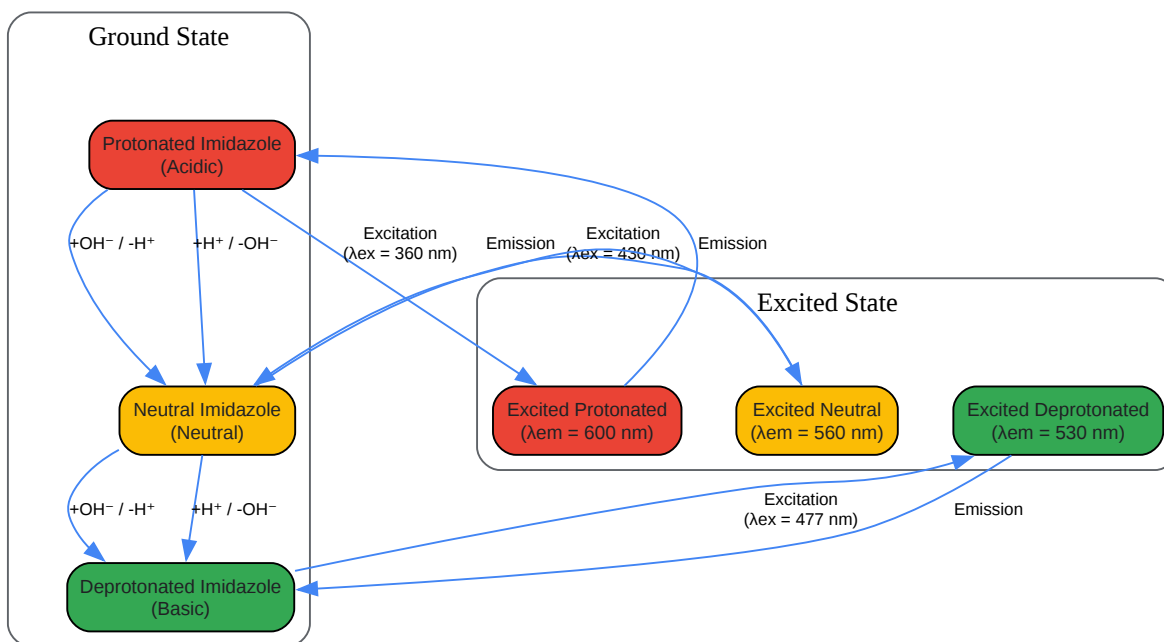 Ground State
Protonated Imidazole
(Acidic)
+OH⁻ / -H⁺
+H⁺ / -OH⁻
Excitation
(λex = 360 nm)
Emission
Excitation
(λex = 430 nm)
Emission
Excited State
Neutral Imidazole
(Neutral)
Excited Protonated
(λem = 600 nm)
Excited Neutral
(λem = 560 nm)
Excited Deprotonated
(λem = 530 nm)
+OH⁻ / -H⁺
+H⁺ / -OH⁻
Excitation
(λex = 477 nm)
Emission
Deprotonated Imidazole
(Basic)